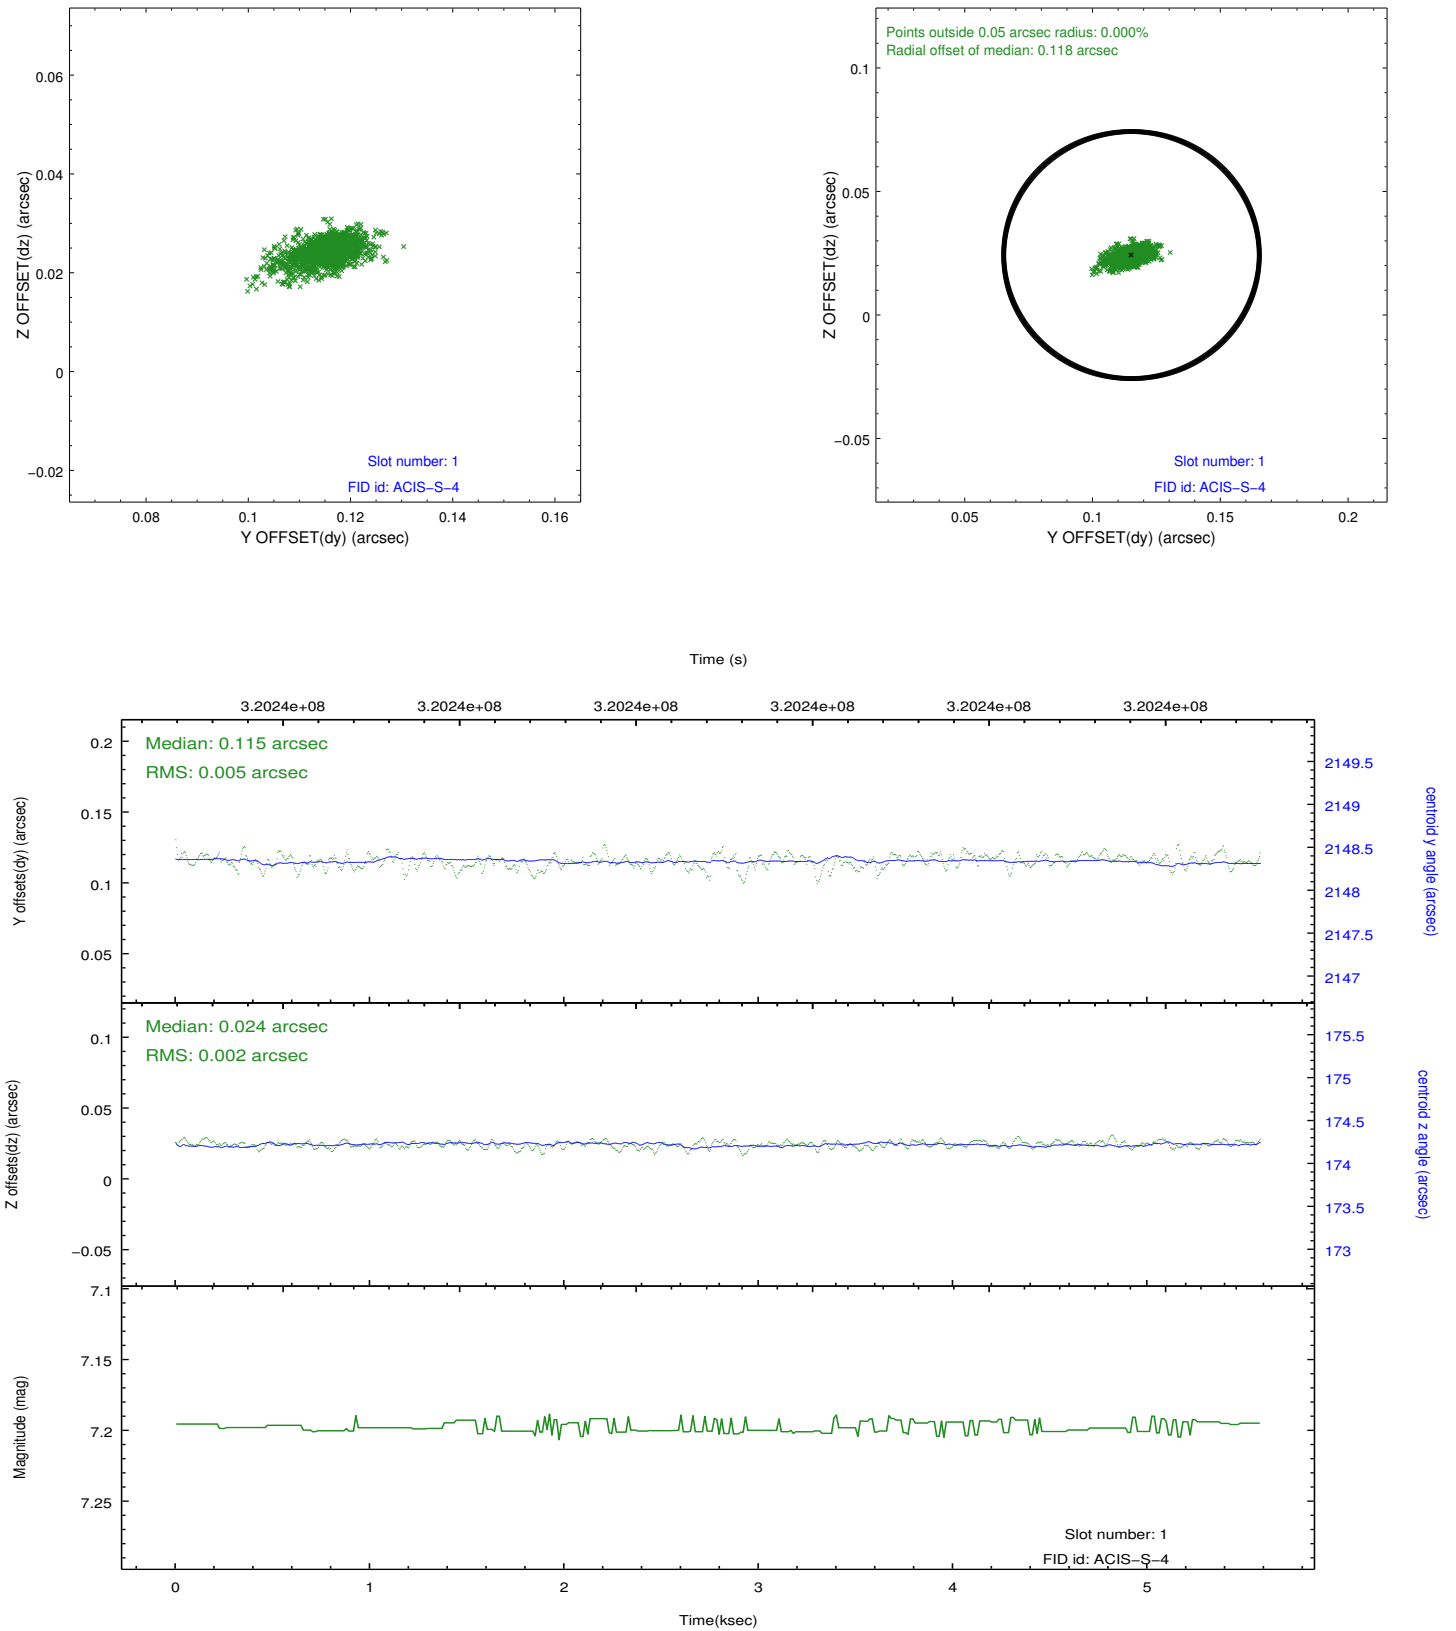 0.06
0.04
0.02
0
−0.02
Z OFFSET(dz) (arcsec)
0.08
0.1
0.12
0.14
0.16
Y OFFSET(dy) (arcsec)
Slot number: 1
FID id: ACIS−S−4
Points outside 0.05 arcsec radius: 0.000%
Radial offset of median: 0.118 arcsec
0.1
0.05
0
−0.05
Z OFFSET(dz) (arcsec)
0.05
0.1
0.15
0.2
Y OFFSET(dy) (arcsec)
Slot number: 1
FID id: ACIS−S−4
Time (s)
3.2024e+08
3.2024e+08
3.2024e+08
3.2024e+08
3.2024e+08
3.2024e+08
Median: 0.115 arcsec
RMS: 0.005 arcsec
0.2
0.15
0.1
0.05
Y offsets(dy) (arcsec)
2149.5
2149
2148.5
2148
2147.5
2147
centroid y angle (arcsec)
Median: 0.024 arcsec
RMS: 0.002 arcsec
0.1
0.05
0
−0.05
Z offsets(dz) (arcsec)
175.5
175
174.5
174
173.5
173
centroid z angle (arcsec)
7.1
7.15
7.2
7.25
Magnitude (mag)
Slot number: 1
FID id: ACIS−S−4
0
1
2
3
4
5
Time(ksec)